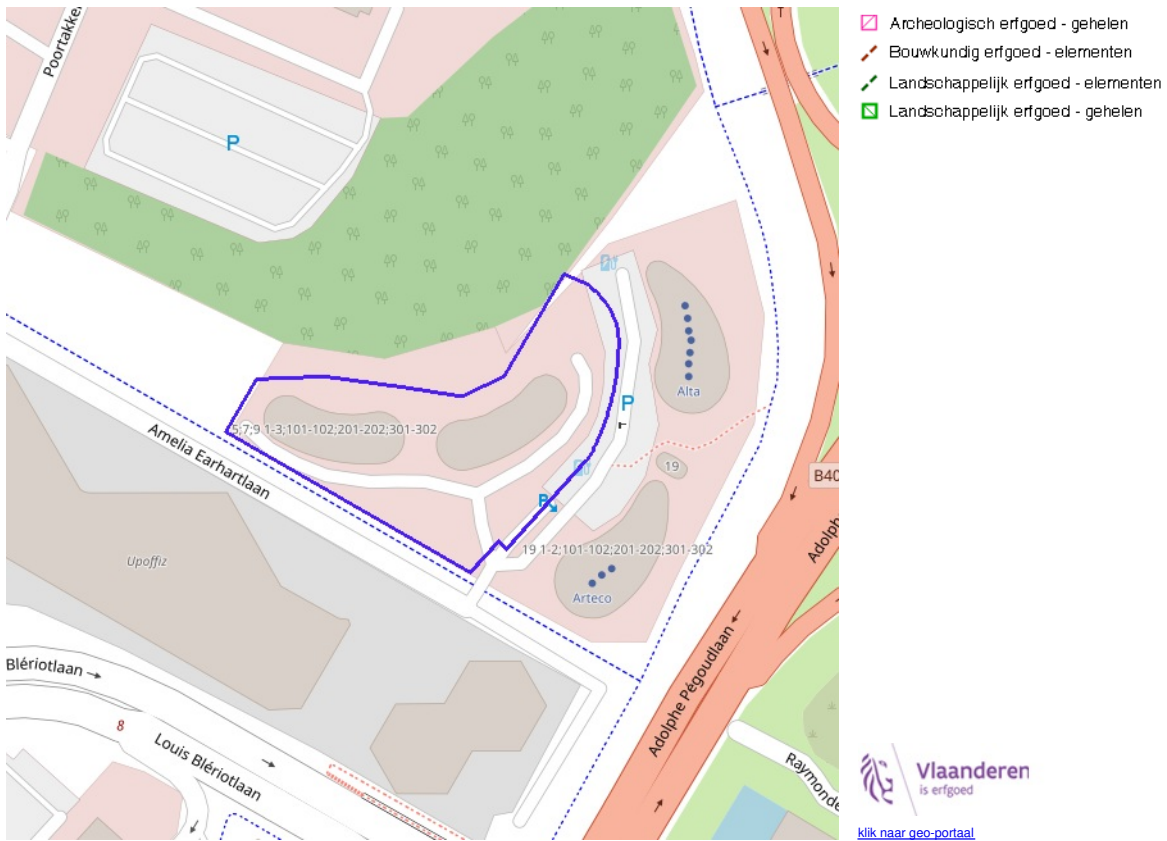 Poortakke
P
T
Archeologisch erfgoed - gehelen
Bouwkundig erfgoed - elementen
Landschappelijk erfgoed - elementen
Landschappelijk erfgoed - gehelen
Alta
P
5;7;9 1-3;101-102;201-202;301-302
Amelia Earhartlaan
19
B40
P
19 1-2;101-102;201-202;301-302
Adolph
Upoffiz
Arteco
Blériotlaan
Adolphe Pégoudlaan
8
Louis Blériotlaan
Raymonde
Vlaanderen
is erfgoed
klik naar geo-portaal